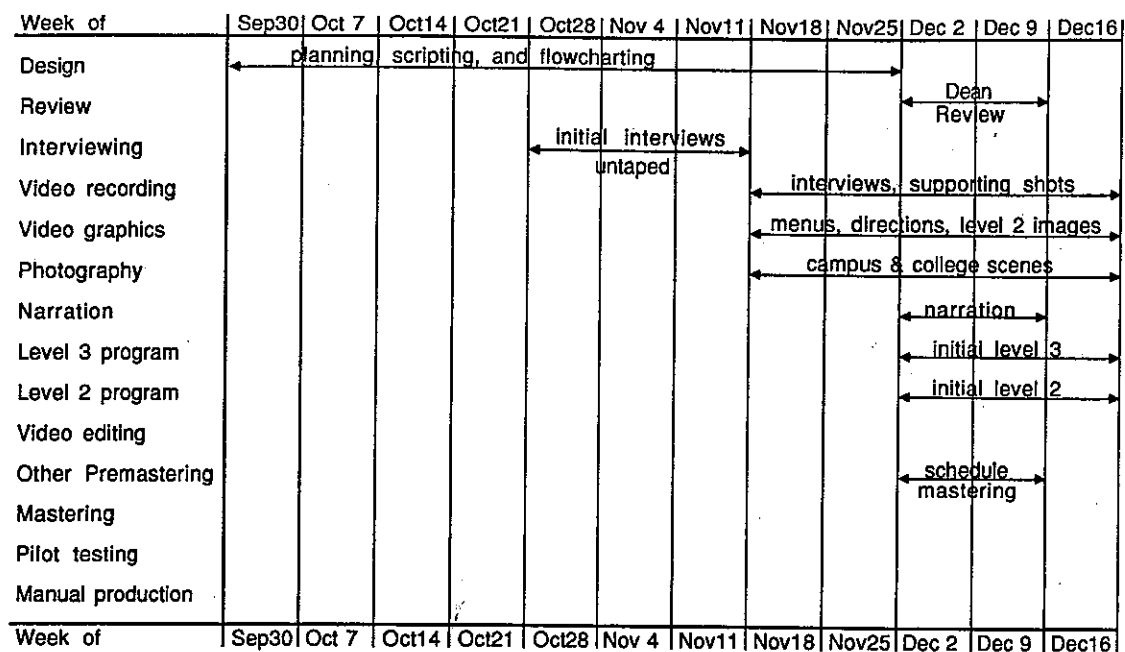 Week of Sep30 Oct 7 Oct14 Oct21 Oct28 Nov 4 Nov11 Nov18 Nov25 Dec 2 Dec 9 Dec16
Design planning, scripting, and flowcharting
Review Dean Review
Interviewing initial interviews untaped
Video recording interviews, supporting shots
Video graphics menus, directions, level 2 images
Photography campus & college scenes
Narration narration
Level 3 program initial level 3
Level 2 program initial level 2
Video editing
Other Premastering schedule mastering
Mastering
Pilot testing
Manual production
Week of Sep30 Oct 7 Oct14 Oct21 Oct28 Nov 4 Nov11 Nov18 Nov25 Dec 2 Dec 9 Dec16